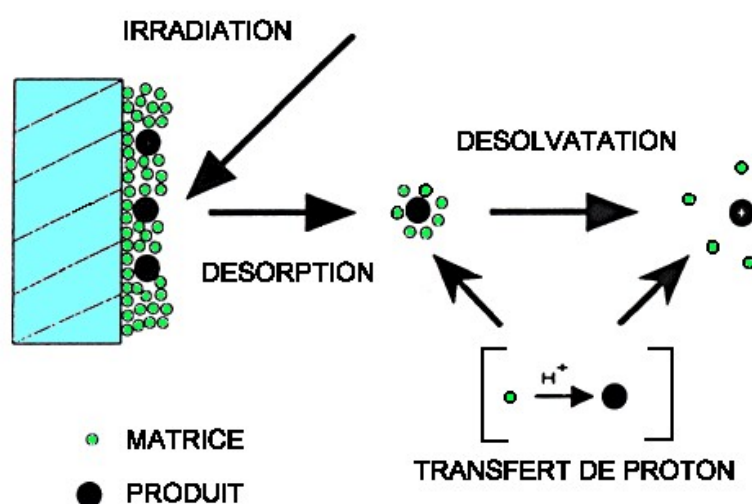 IRRADIATION
DESOLVATATION
DESORPTION
H+
TRANSFERT DE PROTON
MATRICE
PRODUIT